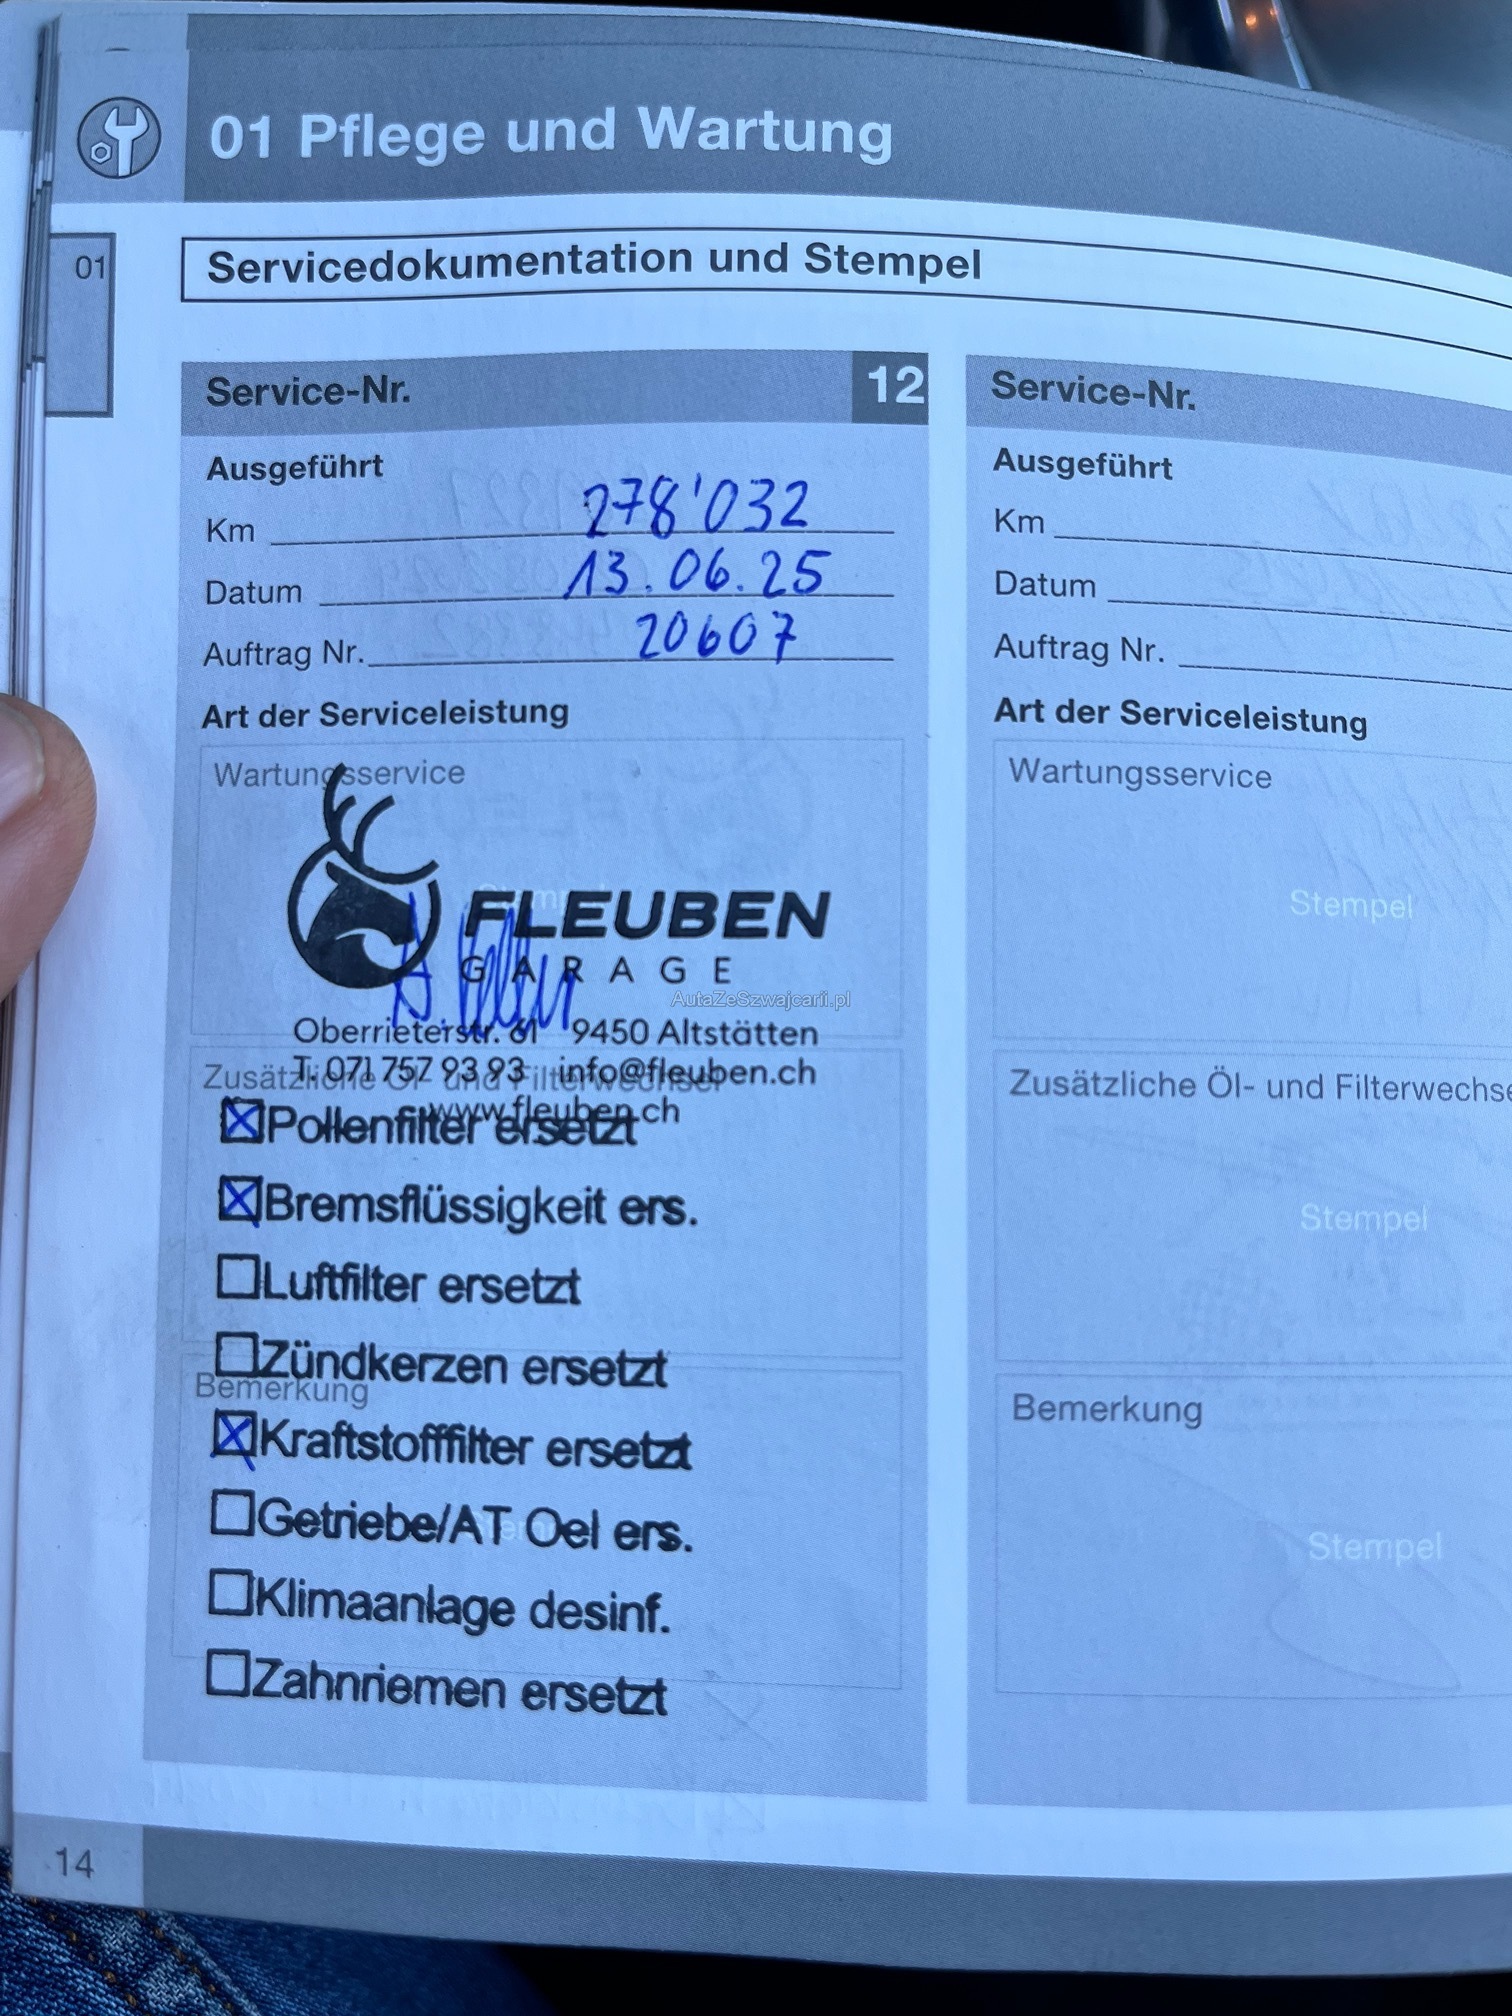 01 Pflege und Wartung
01
Servicedokumentation und Stempel
Service-Nr. 12
Ausgeführt
Km 278'032
Datum 13.06.25
Auftrag Nr. 20607
Art der Serviceleistung
Wartungsservice
FLEUBEN
GARAGE
AutaZeSzwajcarii.pl
Oberrieterstr. 61 9450 Altstätten
T. 071 757 93 93 info@fleuben.ch
Zusätzliche Öl- und Filterwechsel
www.fleuben.ch
Pollenfilter ersetzt
Bremsflüssigkeit ers.
Luftfilter ersetzt
Zündkerzen ersetzt
Bemerkung
Kraftstofffilter ersetzt
Getriebe/AT Oel ers.
Klimaanlage desinf.
Zahnriemen ersetzt
Service-Nr.
Ausgeführt
Km
Datum
Auftrag Nr.
Art der Serviceleistung
Wartungsservice
Stempel
Zusätzliche Öl- und Filterwechse
Stempel
Bemerkung
Stempel
14